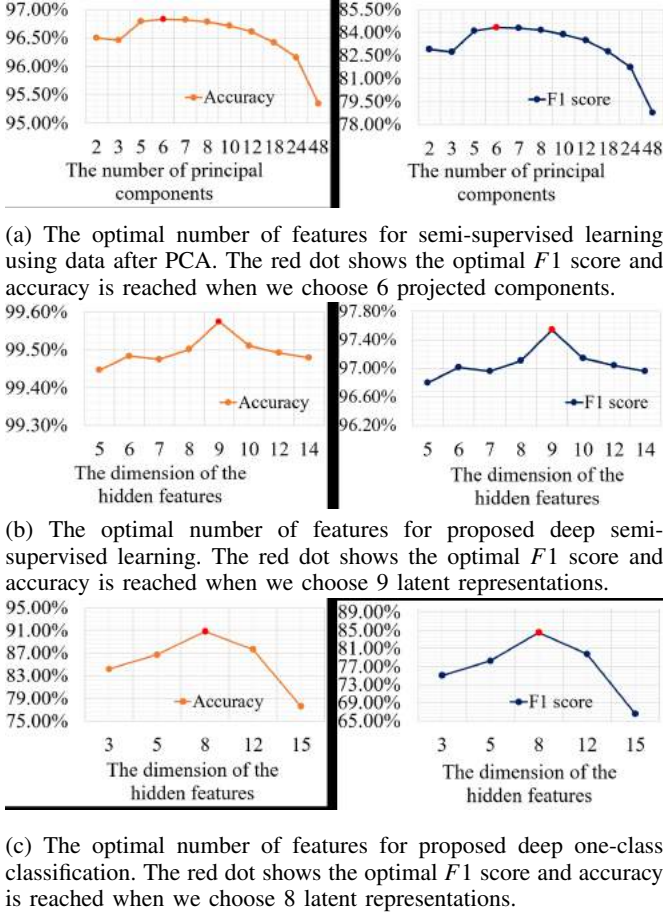 97.00%
96.50%
96.00%
95.50%
95.00%
Accuracy
2 3 5 6 7 8 10 12 18 24 48
The number of principal
components
85.50%
84.00%
82.50%
81.00%
79.50%
78.00%
F1 score
2 3 5 6 7 8 10 12 18 24 48
The number of principal
components
(a) The optimal number of features for semi-supervised learning
using data after PCA. The red dot shows the optimal F1 score and
accuracy is reached when we choose 6 projected components.
99.60%
99.50%
99.40%
99.30%
Accuracy
5 6 7 8 9 10 12 14
The dimension of the
hidden features
97.80%
97.40%
97.00%
96.60%
96.20%
F1 score
5 6 7 8 9 10 12 14
The dimension of the
hidden features
(b) The optimal number of features for proposed deep semi-
supervised learning. The red dot shows the optimal F1 score and
accuracy is reached when we choose 9 latent representations.
95.00%
91.00%
87.00%
83.00%
79.00%
75.00%
Accuracy
3 5 8 12 15
The dimension of the
hidden features
89.00%
85.00%
81.00%
77.00%
73.00%
69.00%
65.00%
F1 score
3 5 8 12 15
The dimension of the
hidden features
(c) The optimal number of features for proposed deep one-class
classification. The red dot shows the optimal F1 score and accuracy
is reached when we choose 8 latent representations.